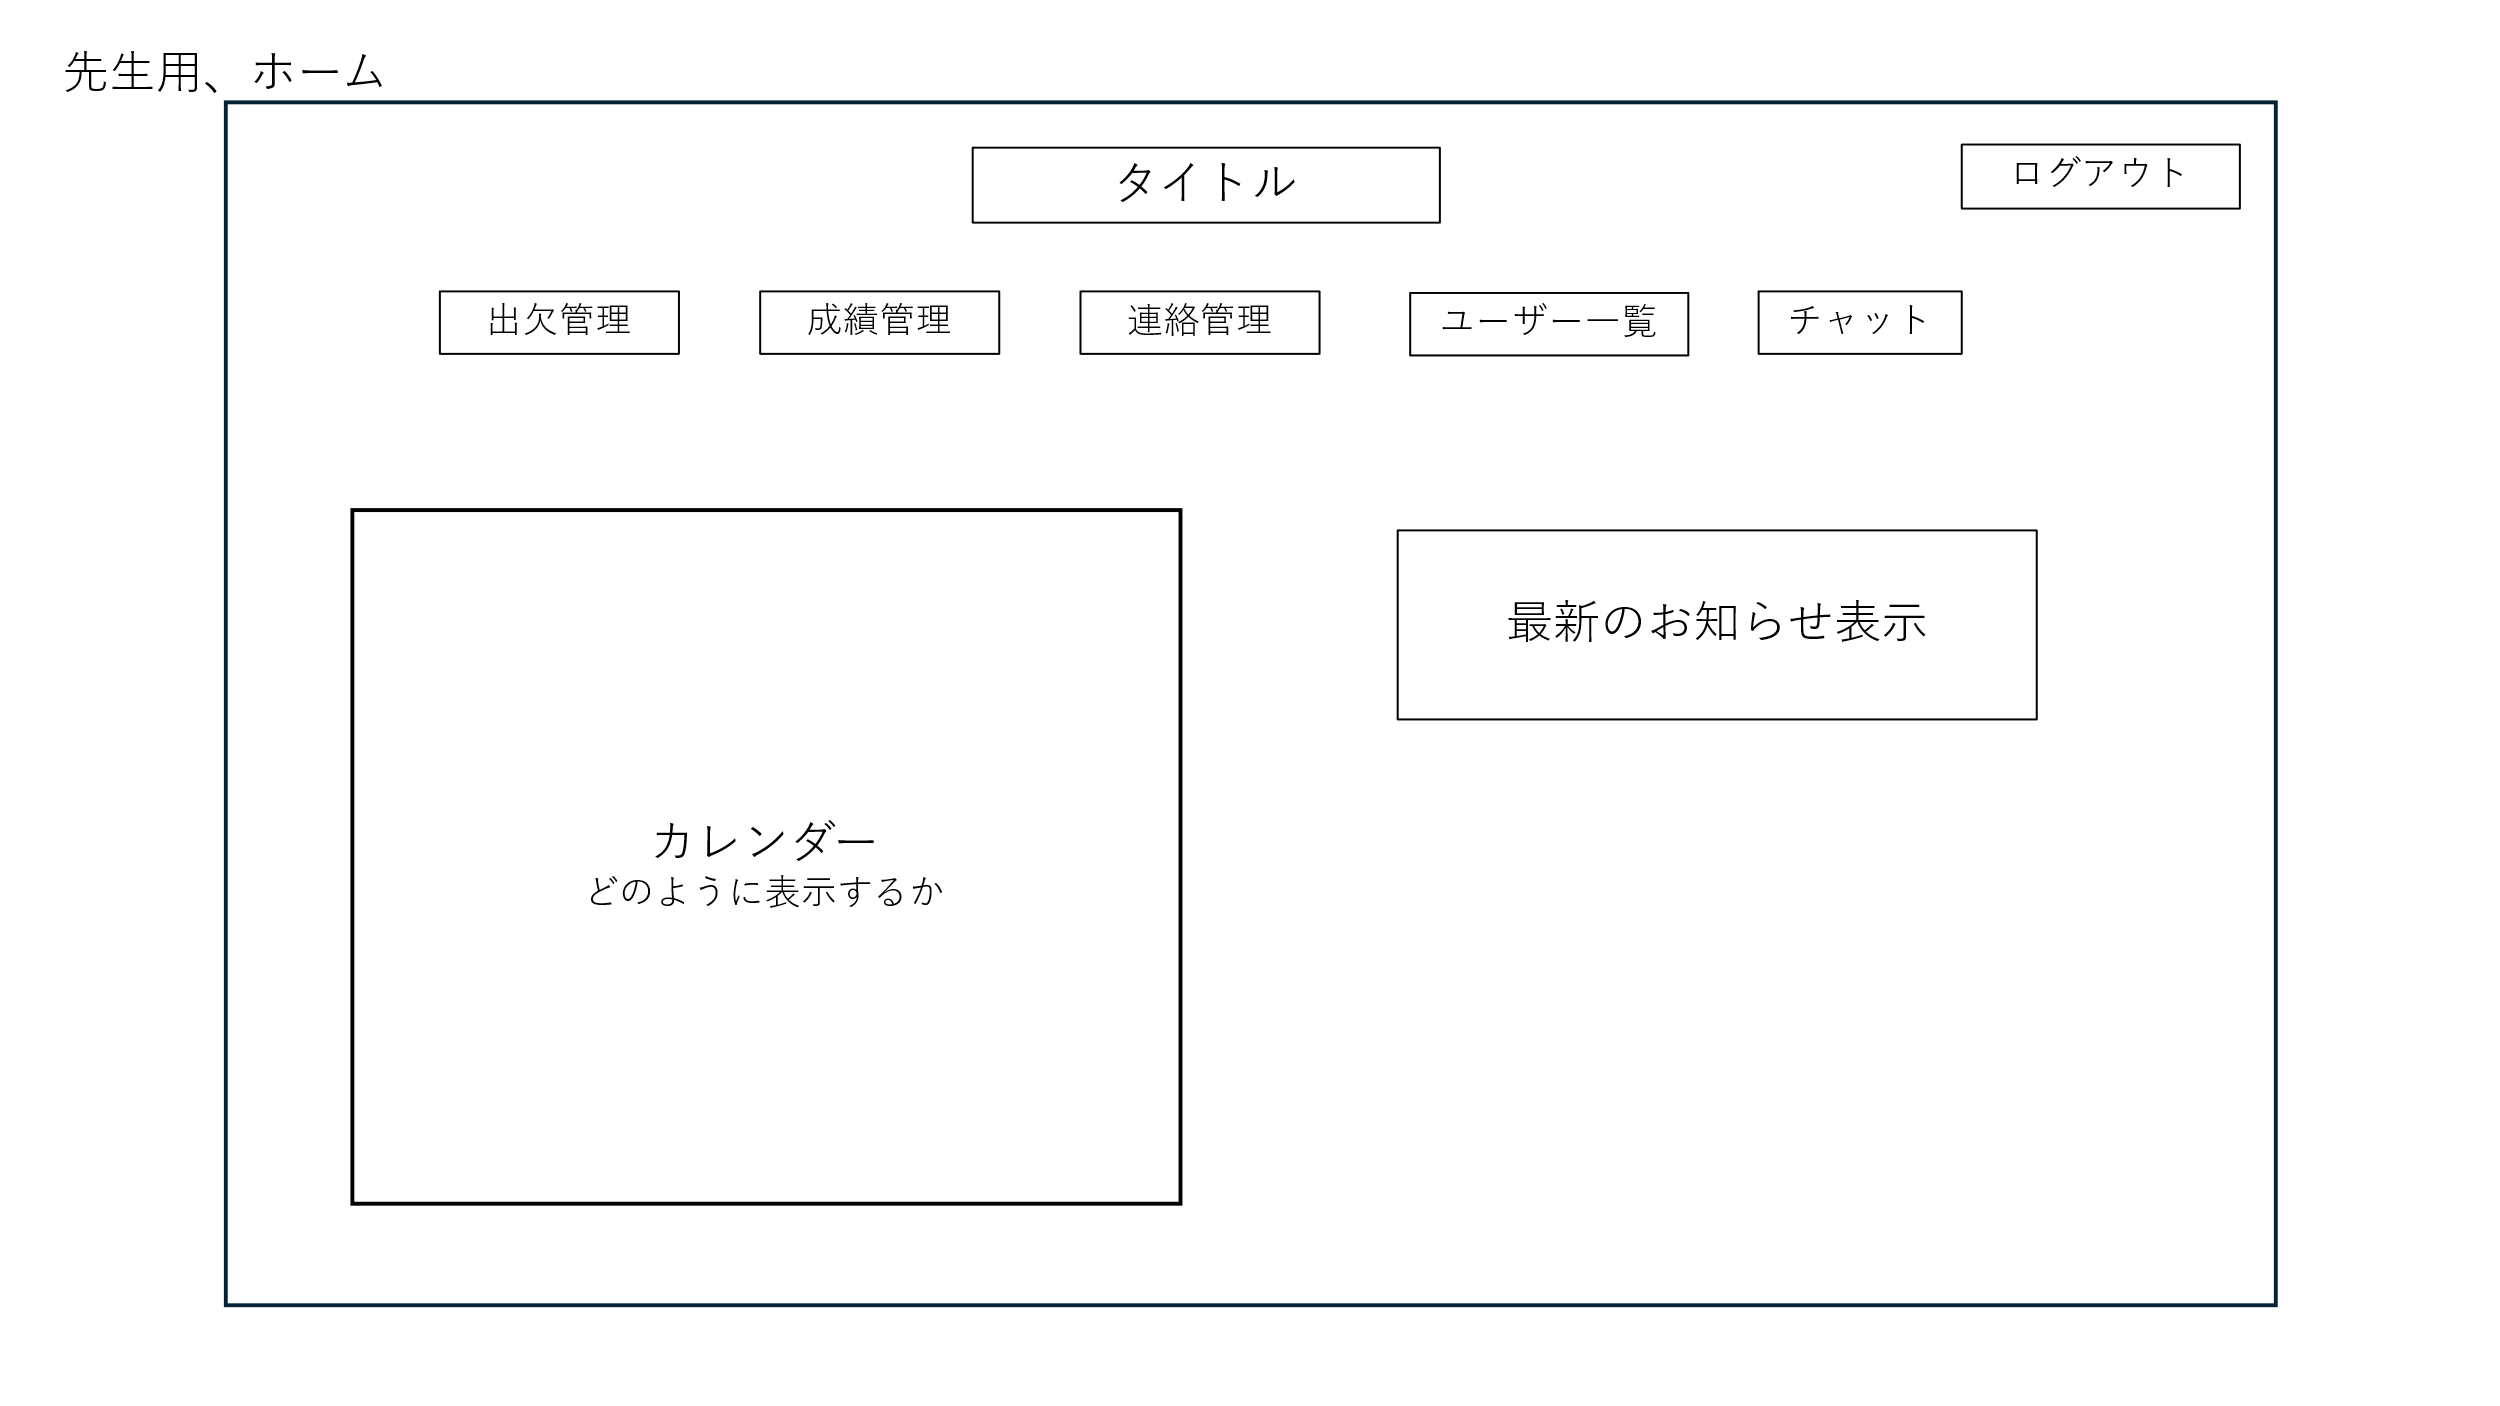 先生用、ホーム
タイトル
ログアウト
出欠管理
成績管理
連絡管理
ユーザー一覧
チャット
最新のお知らせ表示
カレンダー
どのように表示するか